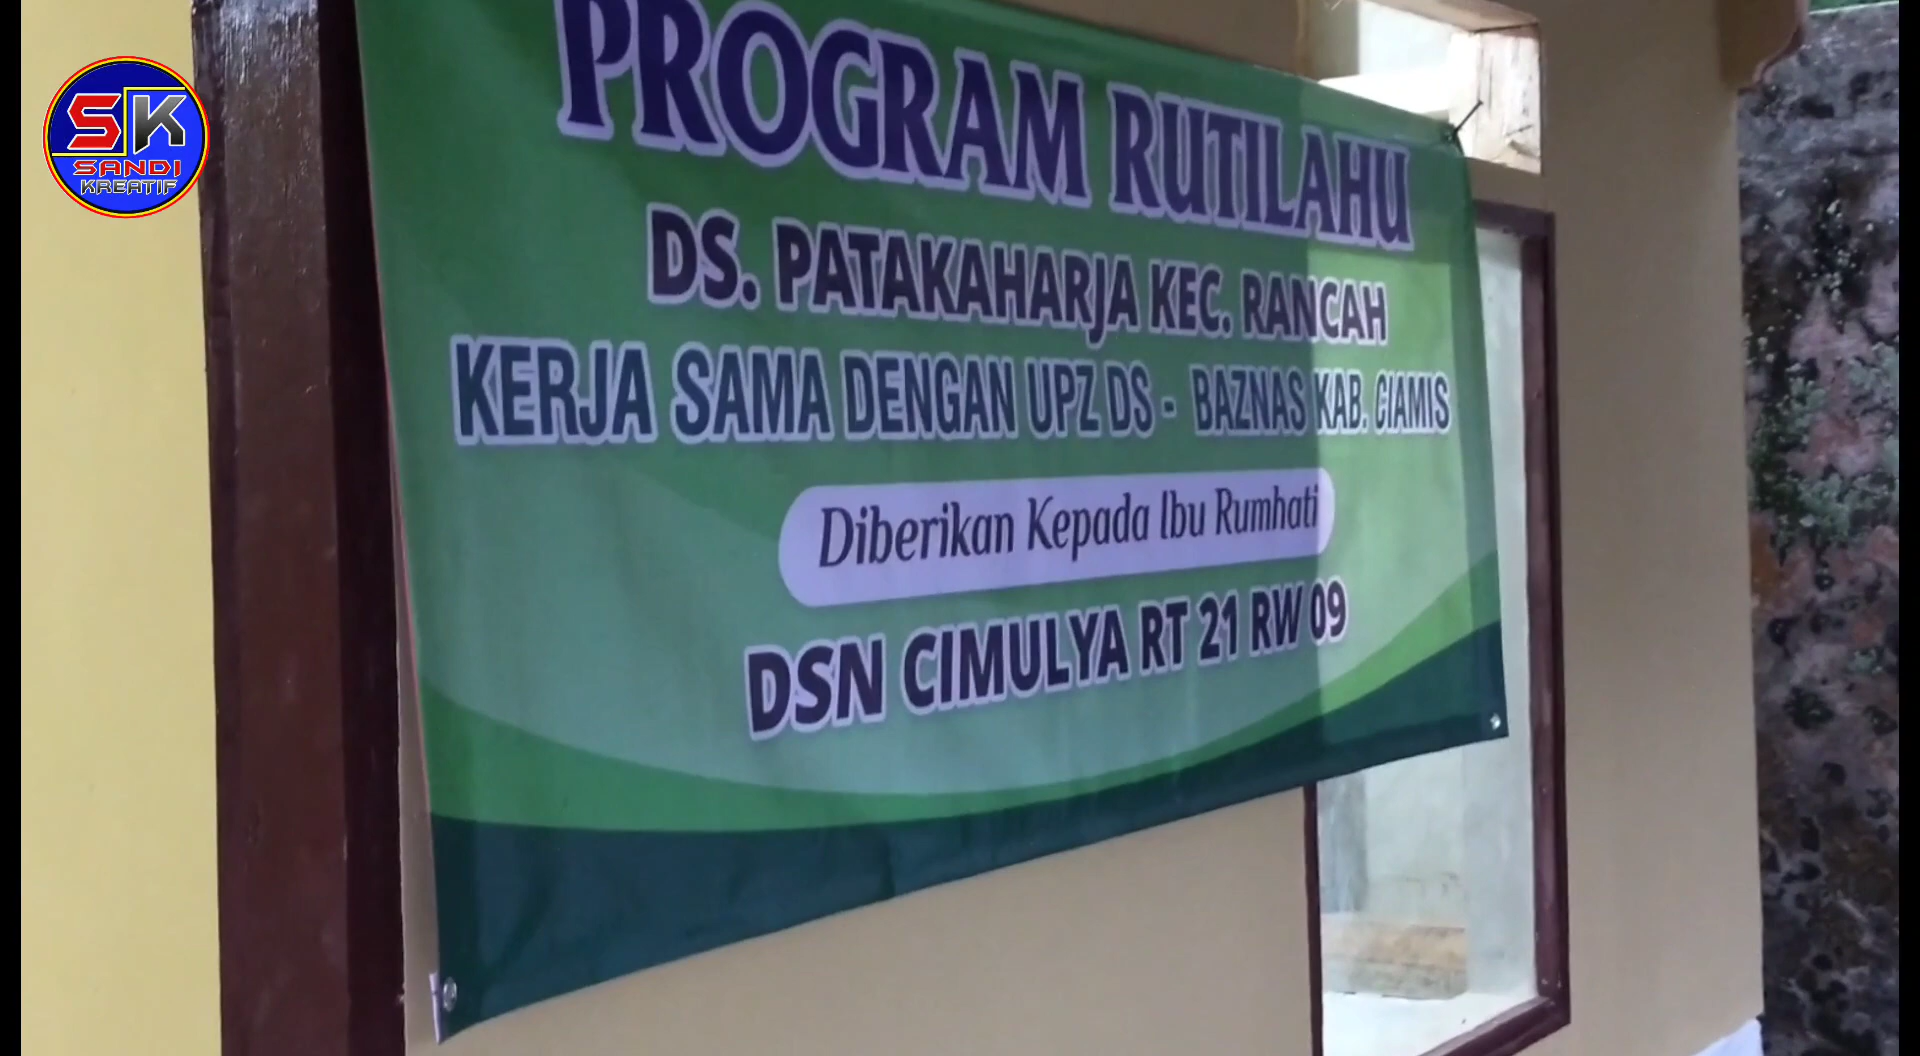 SK
SANDI
KREATIF
PROGRAM RUTILAHU
DS. PATAKAHARJA KEC. RANCAH
KERJA SAMA DENGAN UPZ DS - BAZNAS KAB. CIAMIS
Diberikan Kepada Ibu Rumhati
DSN CIMULYA RT 21 RW 09